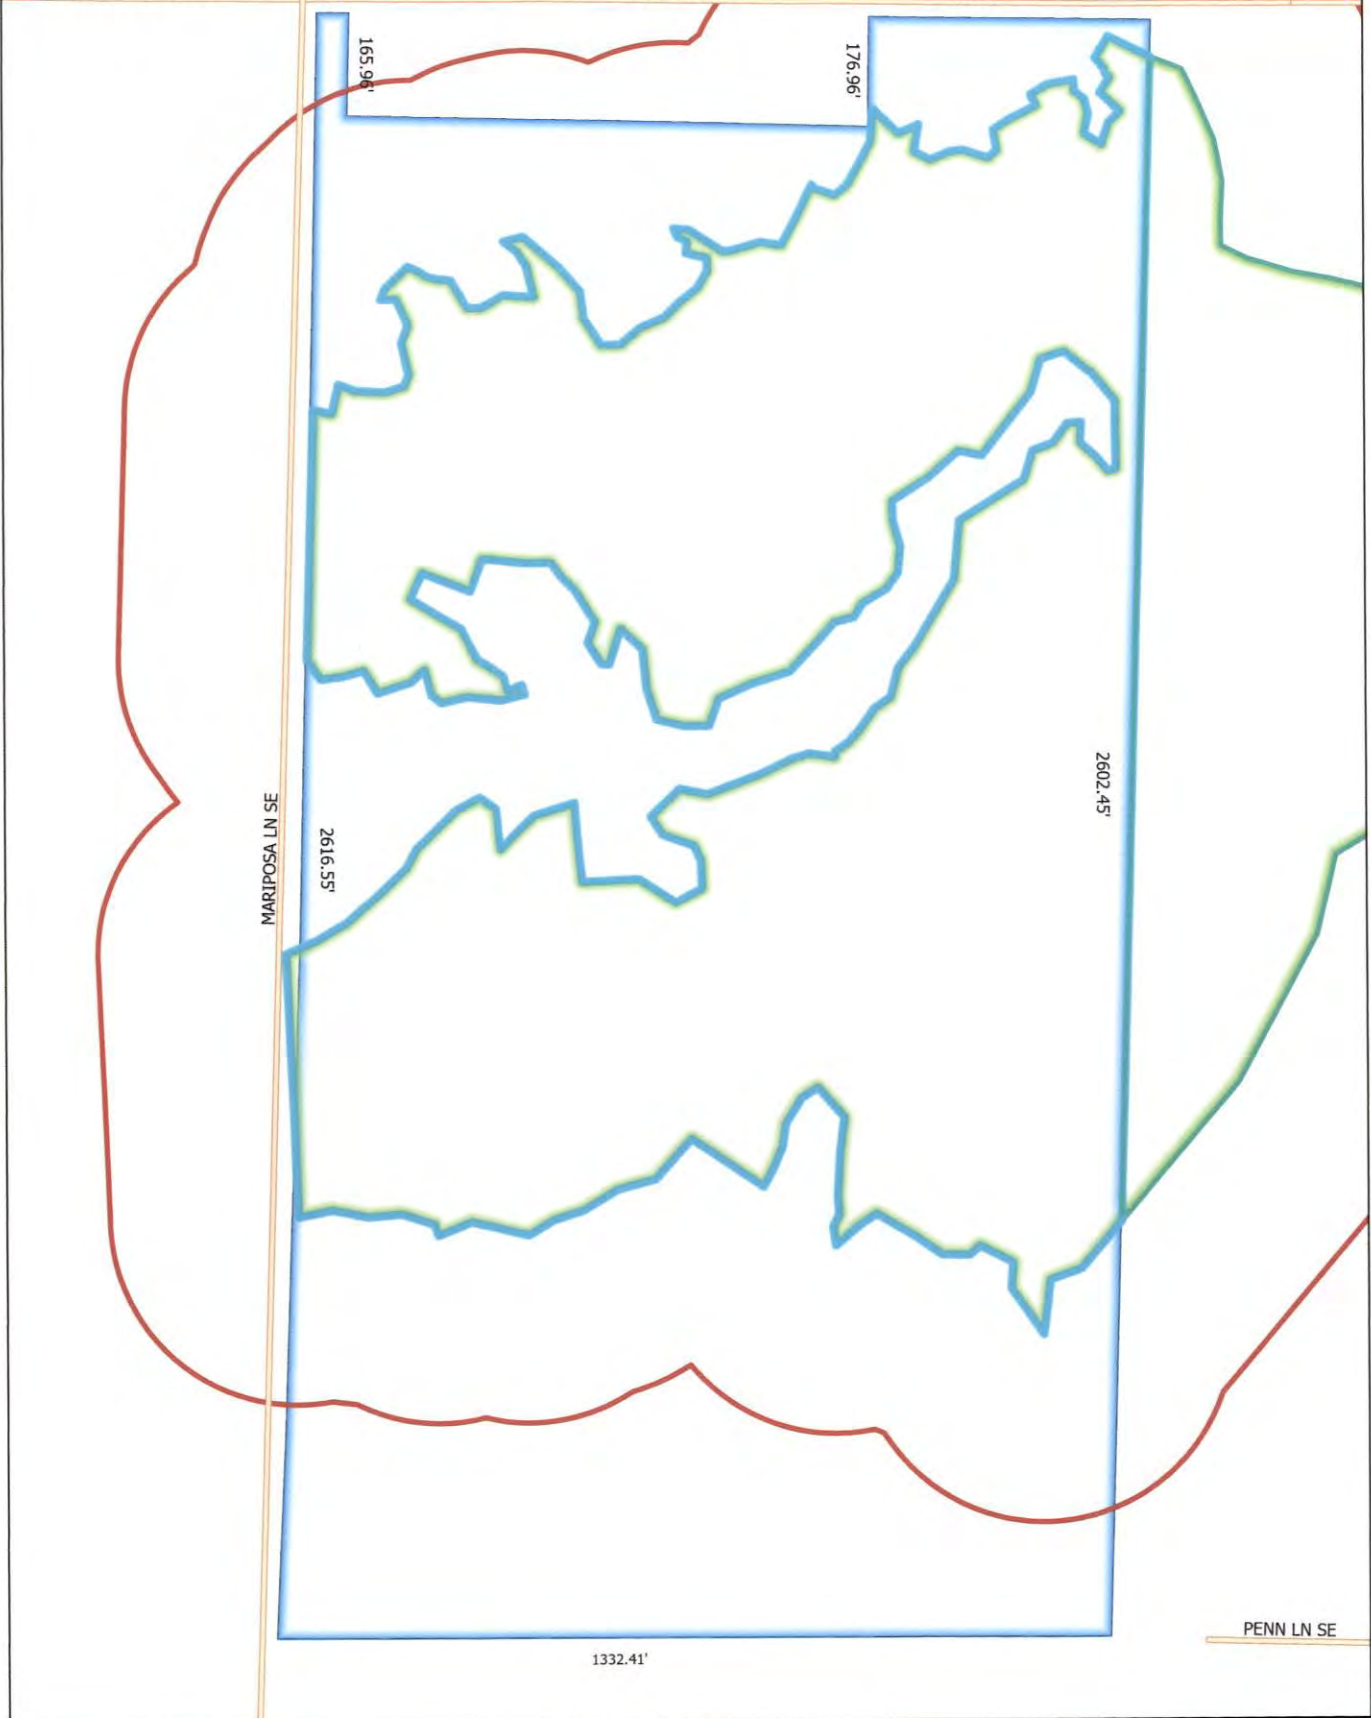 165.96'
176.96'
2602.45'
MARIPOSA LN SE
2616.55'
PENN LN SE
1332.41'